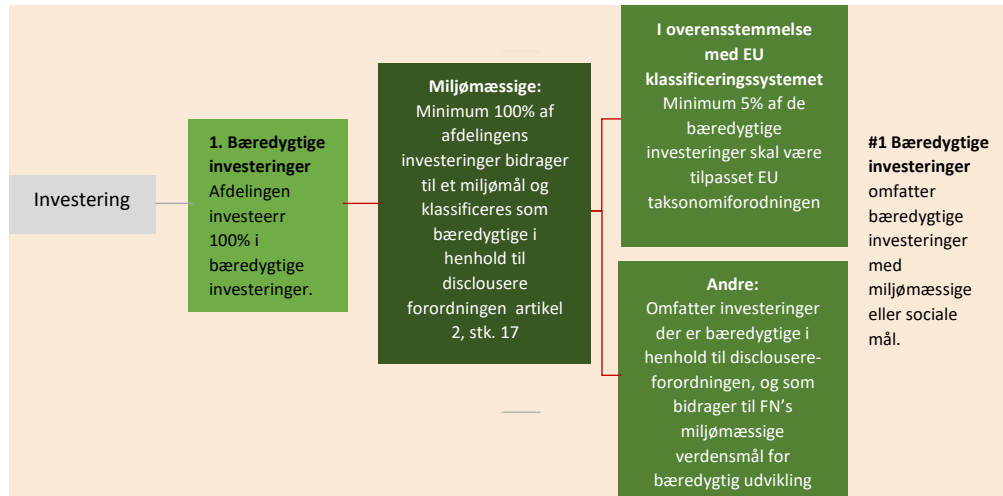 Investering
1. Bæredygtige
investeringer
Afdelingen
investeerr
100% i
bæredygtige
investeringer.
Miljømæssige:
Minimum 100% af
afdelingens
investeringer bidrager
til et miljømål og
klassificeres som
bæredygtige i
henhold til
disclousere
forordningen artikel
2, stk. 17
I overensstemmelse
med EU
klassificeringssystemet
Minimum 5% af de
bæredygtige
investeringer skal være
tilpasset EU
taksonomiforodningen
Andre:
Omfatter investeringer
der er bæredygtige i
henhold til disclousere-
forordningen, og som
bidrager til FN’s
miljømæssige
verdensmål for
bæredygtig udvikling
#1 Bæredygtige
investeringer
omfatter
bæredygtige
investeringer
med
miljømæssige
eller sociale
mål.